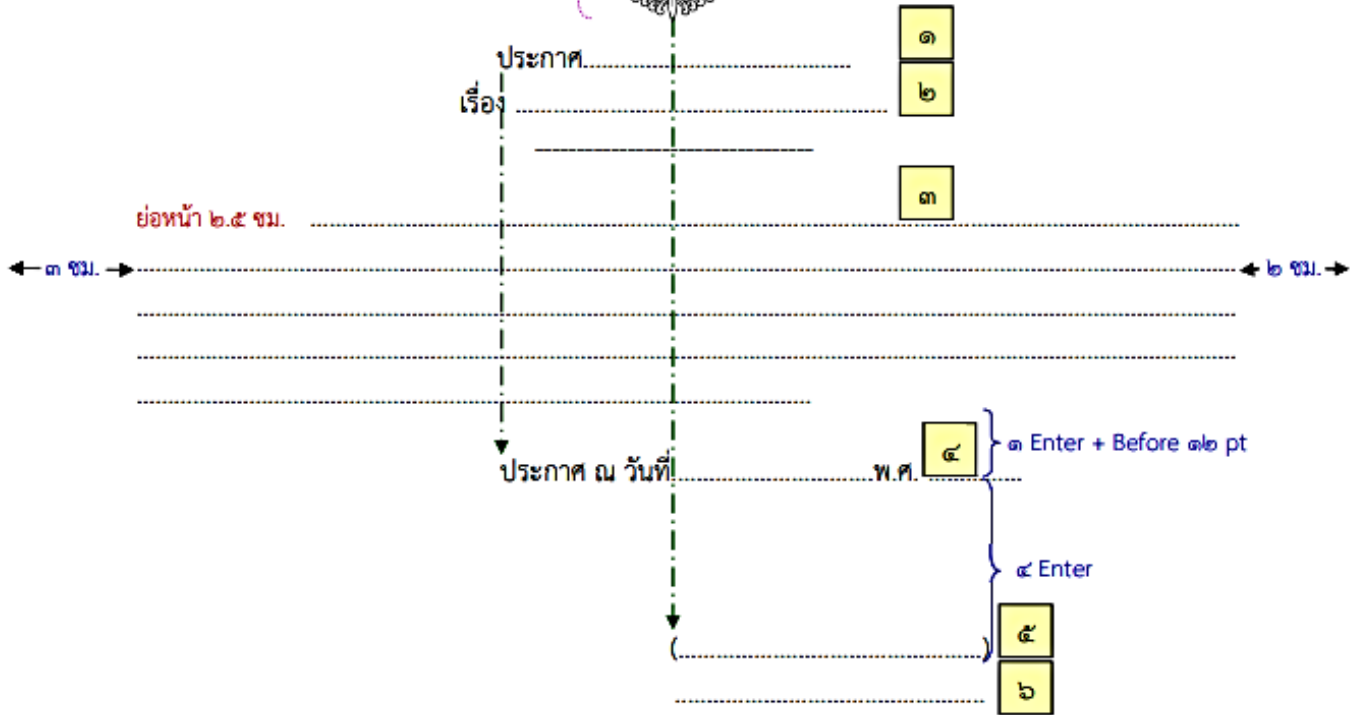 ประกาศ.................................................... ๑
เรื่อง ........................................................................ ๒
๓
ย่อหน้า ๒.๕ ซม. ....................................................................................
๓ ซม. .................................................................................... ๒ ซม.
....................................................................................
....................................................................................
............................................................
๑ Enter + Before ๑๒ pt
ประกาศ ณ วันที่......................................พ.ศ. .................. ๔
๔ Enter
(............................................................) ๕
............................................................ ๖